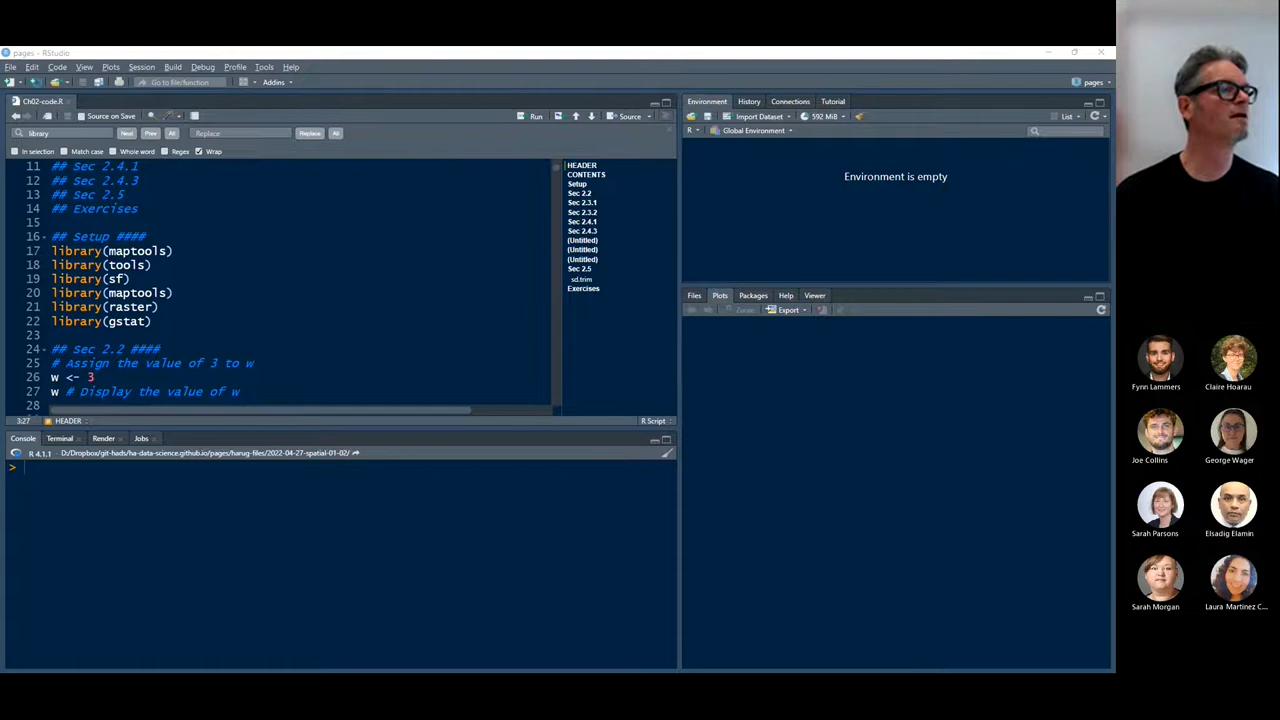 pages - RStudio
File Edit Code View Plots Session Build Debug Profile Tools Help
Go to file/function Addins pages
Ch02-code.R
Source on Save Run Source
library Next Prev All Replace Replace All
In selection Match case Whole word Regex Wrap
11 ## Sec 2.4.1
12 ## Sec 2.4.3
13 ## Sec 2.5
14 ## Exercises
15
16 ## Setup ####
17 library(maptools)
18 library(tools)
19 library(sf)
20 library(maptools)
21 library(raster)
22 library(gstat)
23
24 ## Sec 2.2 ####
25 # Assign the value of 3 to w
26 w <- 3
27 w # Display the value of w
28
3:27 HEADER R Script
HEADER
CONTENTS
Setup
Sec 2.2
Sec 2.3.1
Sec 2.3.2
Sec 2.4.1
Sec 2.4.3
(Untitled)
(Untitled)
(Untitled)
Sec 2.5
sd.trim
Exercises
Console Terminal Render Jobs
R 4.1.1 · D:/Dropbox/git-hads/ha-data-science.github.io/pages/harug-files/2022-04-27-spatial-01-02/
>
Environment History Connections Tutorial
Import Dataset 592 MiB List
R Global Environment
Environment is empty
Files Plots Packages Help Viewer
Zoom Export
Fynn Lammers Claire Hoarau
Joe Collins George Wager
Sarah Parsons Elsadig Elamin
Sarah Morgan Laura Martinez C...